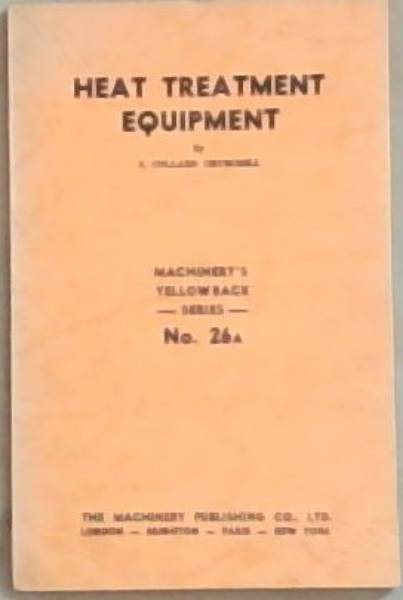 HEAT TREATMENT
EQUIPMENT
By
MACHINERY'S
YELLOW BACK
— SERIES —
No. 26A
THE MACHINERY PUBLISHING CO., LTD.
LONDON — BRIGHTON — PARIS — NEW YORK